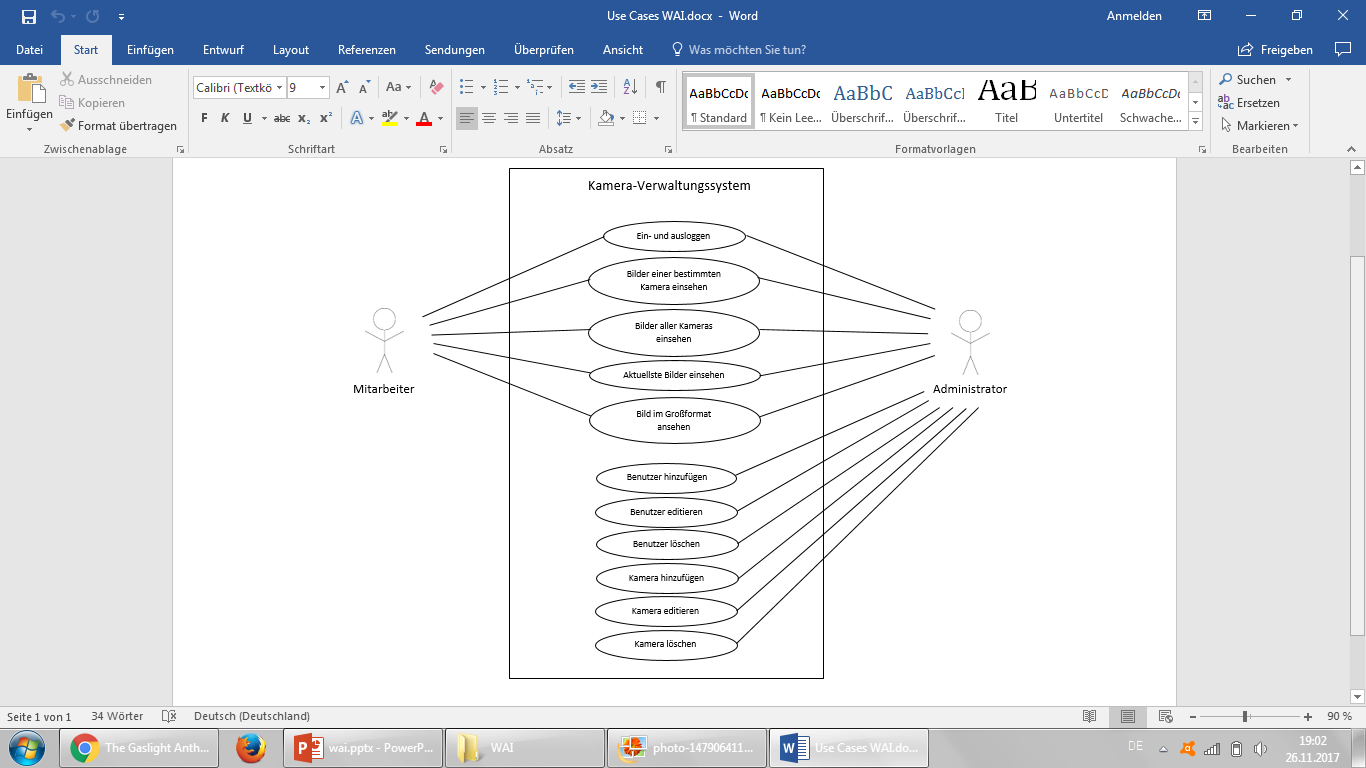 Use Cases WAI.docx - Word
Anmelden
Datei
Start
Einfügen
Entwurf
Layout
Referenzen
Sendungen
Überprüfen
Ansicht
Was möchten Sie tun?
Freigeben
Einfügen
Ausschneiden
Kopieren
Format übertragen
Zwischenablage
Calibri (Textkö
9
Aa
F K U abc x₂ x²
A ab A
Schriftart
Absatz
AaBbCcDc
¶ Standard
AaBbCcDc
¶ Kein Lee...
AaBbC
Überschrif...
AaBbCcI
Überschrif...
AaB
Titel
AaBbCcD
Untertitel
AaBbCcDc
Schwache...
Formatvorlagen
Suchen
Ersetzen
Markieren
Bearbeiten
Kamera-Verwaltungssystem
Ein- und ausloggen
Bilder einer bestimmten
Kamera einsehen
Bilder aller Kameras
einsehen
Aktuellste Bilder einsehen
Bild im Großformat
ansehen
Benutzer hinzufügen
Benutzer editieren
Benutzer löschen
Kamera hinzufügen
Kamera editieren
Kamera löschen
Mitarbeiter
Administrator
Seite 1 von 1
34 Wörter
Deutsch (Deutschland)
90 %
The Gaslight Anth...
wai.pptx - PowerP...
WAI
photo-147906411...
Use Cases WAI.do...
DE
19:02
26.11.2017